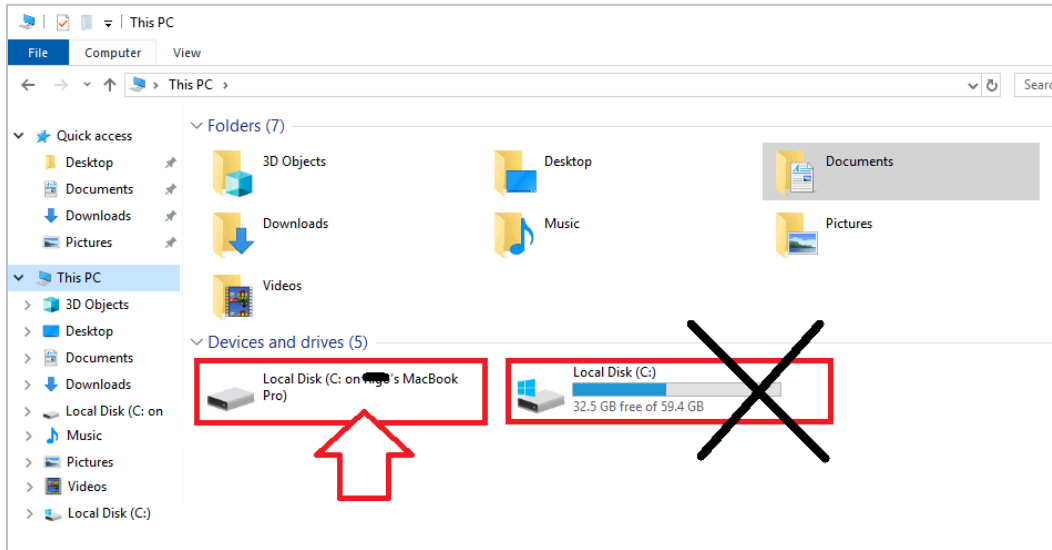 This PC
File Computer View
This PC
Sear
Quick access
Desktop
Documents
Downloads
Pictures
This PC
3D Objects
Desktop
Documents
Downloads
Local Disk (C: on
Music
Pictures
Videos
Local Disk (C:)
Folders (7)
3D Objects Desktop Documents
Downloads Music Pictures
Videos
Devices and drives (5)
Local Disk (C: on 's MacBook
Pro)
Local Disk (C:)
32.5 GB free of 59.4 GB